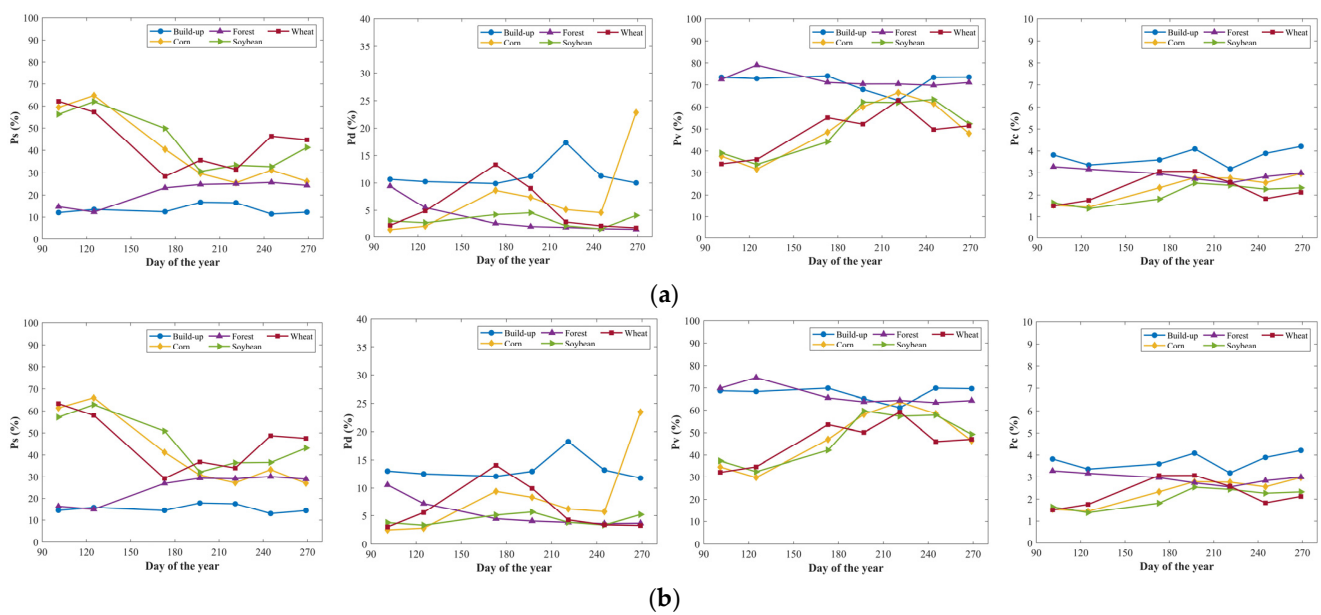 100
90
80
70
60
50
40
30
20
10
0
Ps (%)
Build-up Forest Wheat
Corn Soybean
90 120 150 180 210 240 270
Day of the year
40
35
30
25
20
15
10
5
0
Pd (%)
Build-up Forest Wheat
Corn Soybean
90 120 150 180 210 240 270
Day of the year
100
90
80
70
60
50
40
30
20
10
0
Pv (%)
Build-up Forest Wheat
Corn Soybean
90 120 150 180 210 240 270
Day of the year
10
9
8
7
6
5
4
3
2
1
0
Pc (%)
Build-up Forest Wheat
Corn Soybean
90 120 150 180 210 240 270
Day of the year
(a)
100
90
80
70
60
50
40
30
20
10
0
Ps (%)
Build-up Forest Wheat
Corn Soybean
90 120 150 180 210 240 270
Day of the year
40
35
30
25
20
15
10
5
0
Pd (%)
Build-up Forest Wheat
Corn Soybean
90 120 150 180 210 240 270
Day of the year
100
90
80
70
60
50
40
30
20
10
0
Pv (%)
Build-up Forest Wheat
Corn Soybean
90 120 150 180 210 240 270
Day of the year
10
9
8
7
6
5
4
3
2
1
0
Pc (%)
Build-up Forest Wheat
Corn Soybean
90 120 150 180 210 240 270
Day of the year
(b)